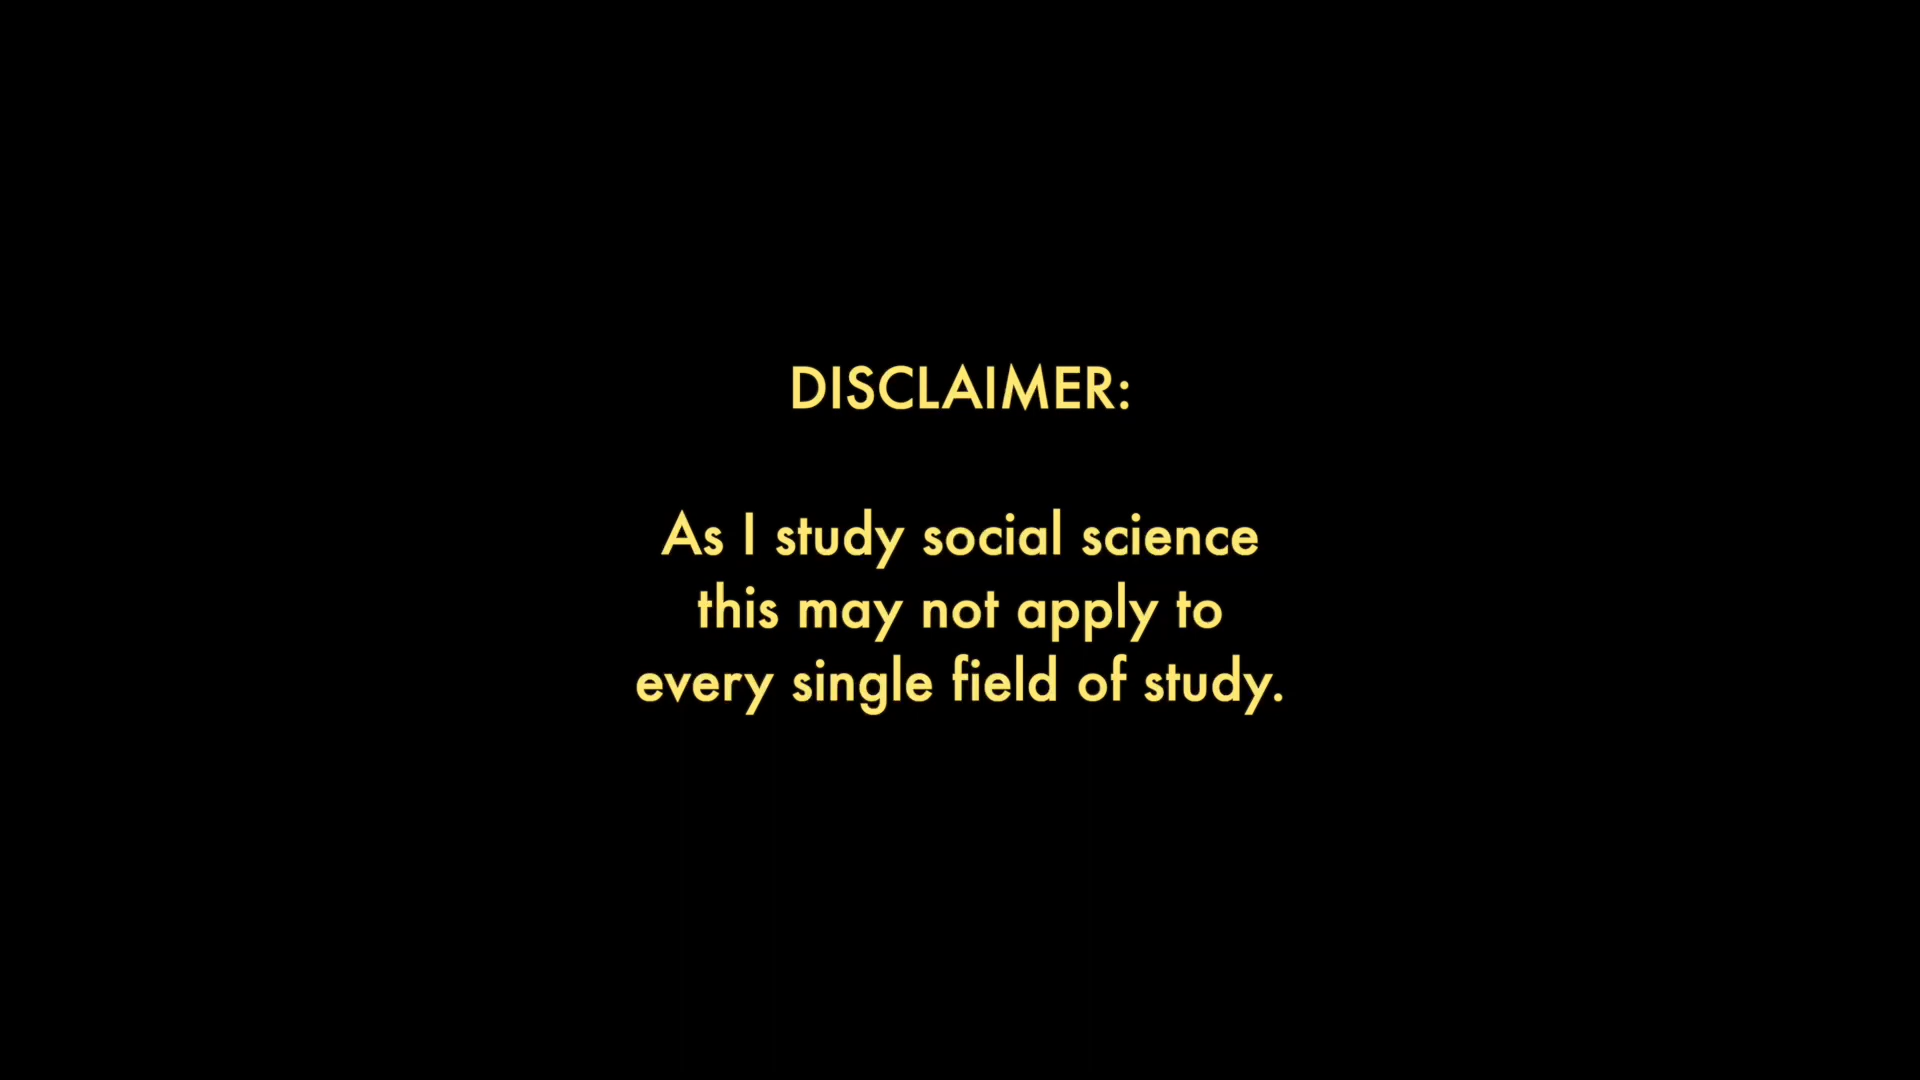 DISCLAIMER:
As I study social science
this may not apply to
every single field of study.